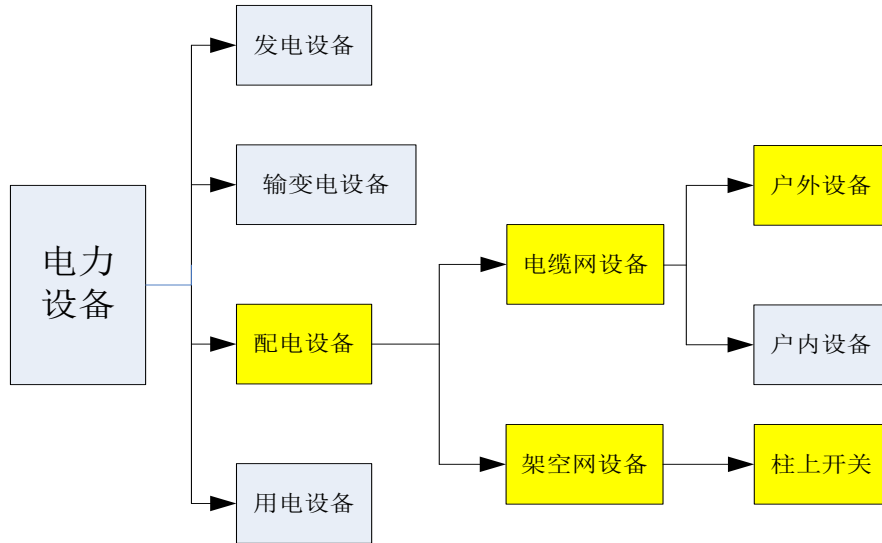 发电设备
输变电设备
户外设备
电缆网设备
电力
设备
配电设备
户内设备
架空网设备
柱上开关
用电设备